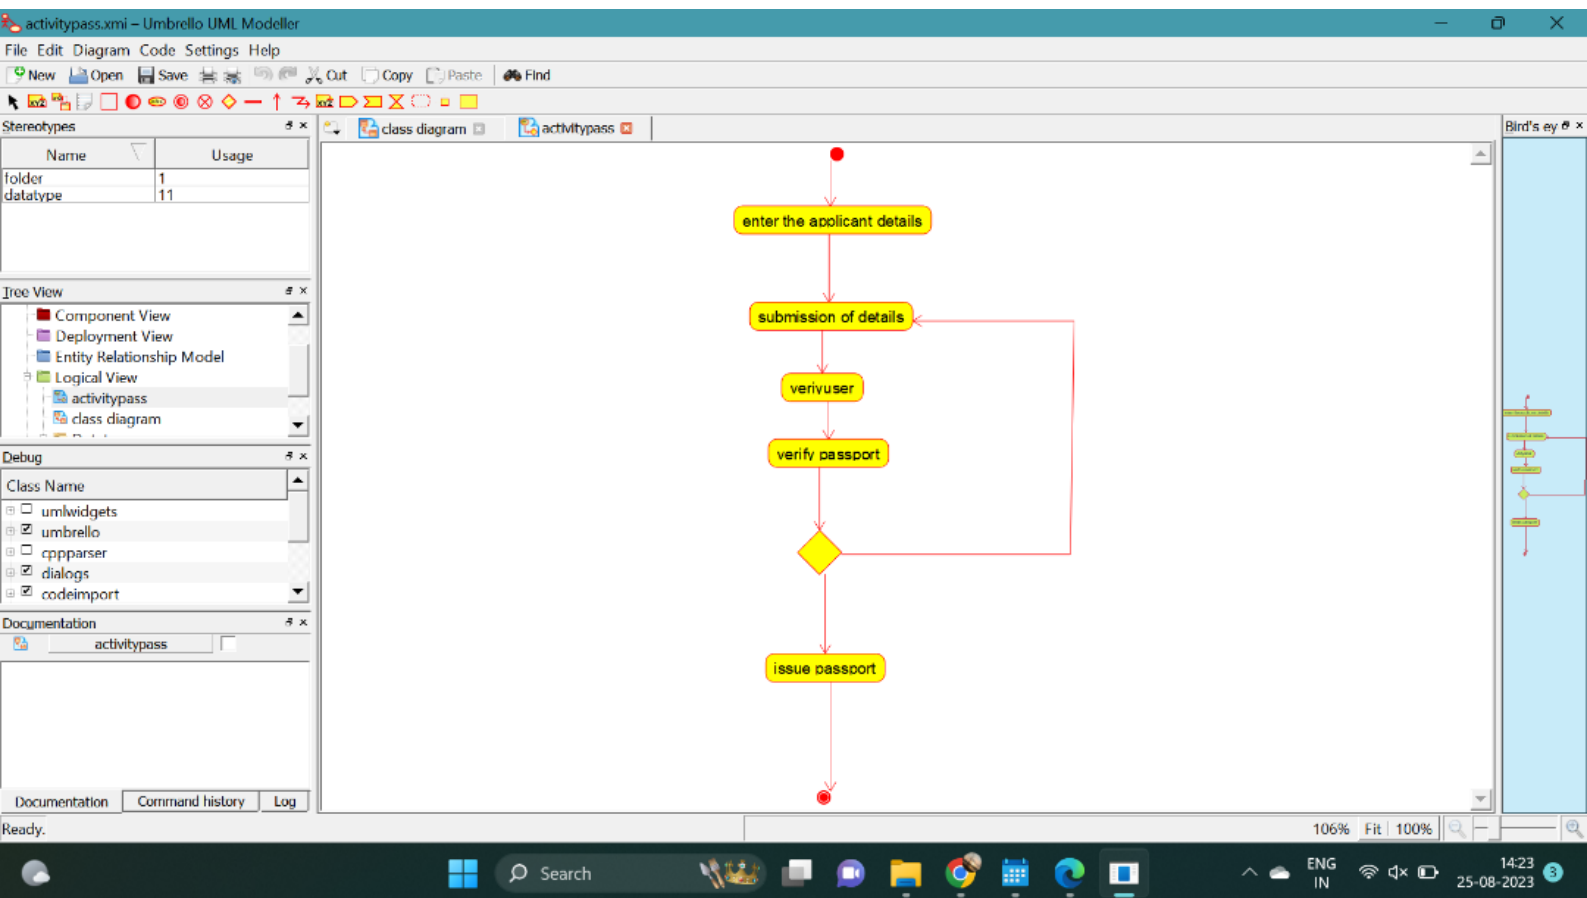 activitypass.xmi – Umbrello UML Modeller
File Edit Diagram Code Settings Help
New Open Save Cut Copy Paste Find
Stereotypes
Name Usage
folder 1
datatype 11
Tree View
Component View
Deployment View
Entity Relationship Model
Logical View
activitypass
class diagram
Debug
Class Name
umlwidgets
umbrello
cppparser
dialogs
codeimport
Documentation
activitypass
Documentation Command history Log
Ready.
class diagram activitypass
enter the applicant details
submission of details
verivuser
verify passport
issue passport
Bird's ey
106% Fit 100%
Search
ENG
IN
14:23
25-08-2023
3